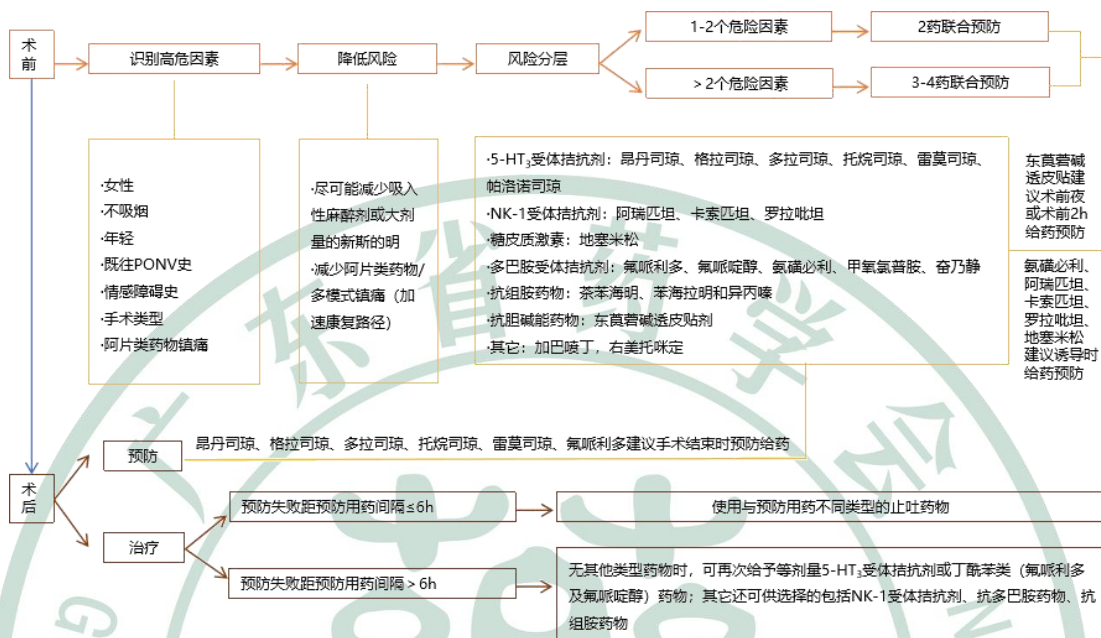 术
前
识别高危因素
降低风险
风险分层
1-2个危险因素
2药联合预防
＞2个危险因素
3-4药联合预防
·女性
·不吸烟
·年轻
·既往PONV史
·情感障碍史
·手术类型
·阿片类药物镇痛
·尽可能减少吸入
性麻醉剂或大剂
量的新斯的明
·减少阿片类药物/
多模式镇痛（加
速康复路径）
·5-HT₃受体拮抗剂：昂丹司琼、格拉司琼、多拉司琼、托烷司琼、雷莫司琼、
帕洛诺司琼
·NK-1受体拮抗剂：阿瑞匹坦、卡索匹坦、罗拉吡坦
·糖皮质激素：地塞米松
·多巴胺受体拮抗剂：氟哌利多、氟哌啶醇、氨磺必利、甲氧氯普胺、奋乃静
·抗组胺药物：茶苯海明、苯海拉明和异丙嗪
·抗胆碱能药物：东莨菪碱透皮贴剂
·其它：加巴喷丁，右美托咪定
东莨菪碱
透皮贴建
议术前夜
或术前2h
给药预防
氨磺必利、
阿瑞匹坦、
卡索匹坦、
罗拉吡坦、
地塞米松
建议诱导时
给药预防
术
后
预防
昂丹司琼、格拉司琼、多拉司琼、托烷司琼、雷莫司琼、氟哌利多建议手术结束时预防给药
治疗
预防失败距预防用药间隔≤6h
使用与预防用药不同类型的止吐药物
预防失败距预防用药间隔＞6h
无其他类型药物时，可再次给予等剂量5-HT₃受体拮抗剂或丁酰苯类（氟哌利多
及氟哌啶醇）药物；其它还可供选择的包括NK-1受体拮抗剂、抗多巴胺药物、抗
组胺药物
广东省药学会
G
N